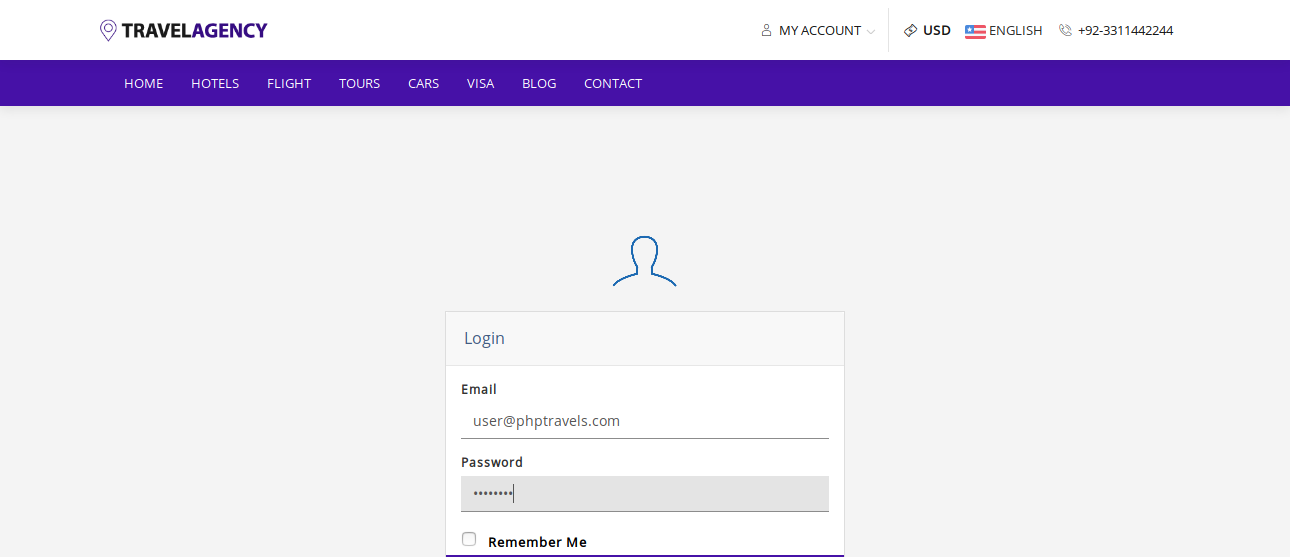 TRAVELAGENCY
MY ACCOUNT
USD
ENGLISH
+92-3311442244
HOME HOTELS FLIGHT TOURS CARS VISA BLOG CONTACT
Login
Email
user@phptravels.com
Password
••••••••
Remember Me